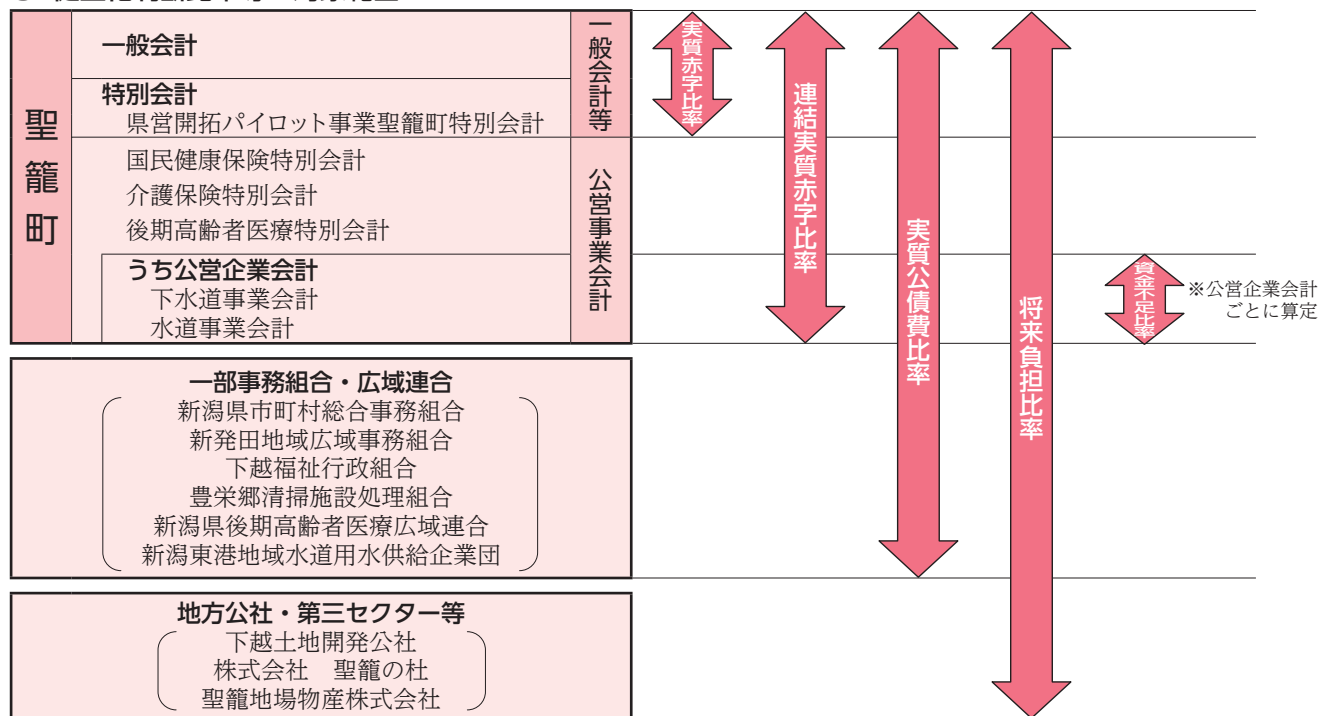 聖籠町
一般会計
特別会計
県営開拓パイロット事業聖籠町特別会計
国民健康保険特別会計
介護保険特別会計
後期高齢者医療特別会計
うち公営企業会計
下水道事業会計
水道事業会計
一般会計等
公営事業会計
実質赤字比率
連結実質赤字比率
実質公債費比率
将来負担比率
資金不足比率
※公営企業会計
ごとに算定
一部事務組合・広域連合
新潟県市町村総合事務組合
新発田地域広域事務組合
下越福祉行政組合
豊栄郷清掃施設処理組合
新潟県後期高齢者医療広域連合
新潟東港地域水道用水供給企業団
地方公社・第三セクター等
下越土地開発公社
株式会社　聖籠の杜
聖籠地場物産株式会社